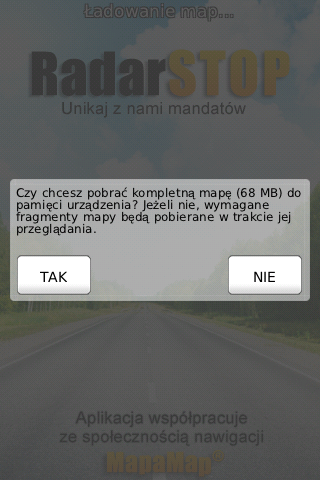 Ładowanie map....
RadarSTOP
Unikaj z nami mandatów
Czy chcesz pobrać kompletną mapę (68 MB) do
pamięci urządzenia? Jeżeli nie, wymagane
fragmenty mapy będą pobierane w trakcie jej
przeglądania.
TAK
NIE
Aplikacja współpracuje
ze społecznością nawigacji
MapaMap